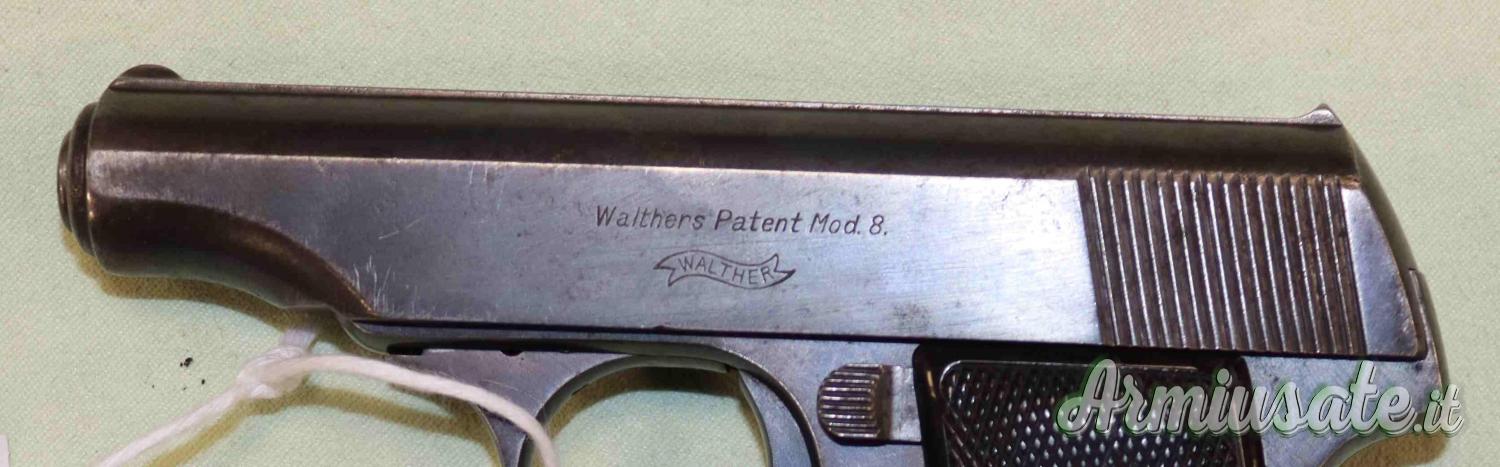 Walthers Patent Mod. 8.
WALTHER
Armiusate.it